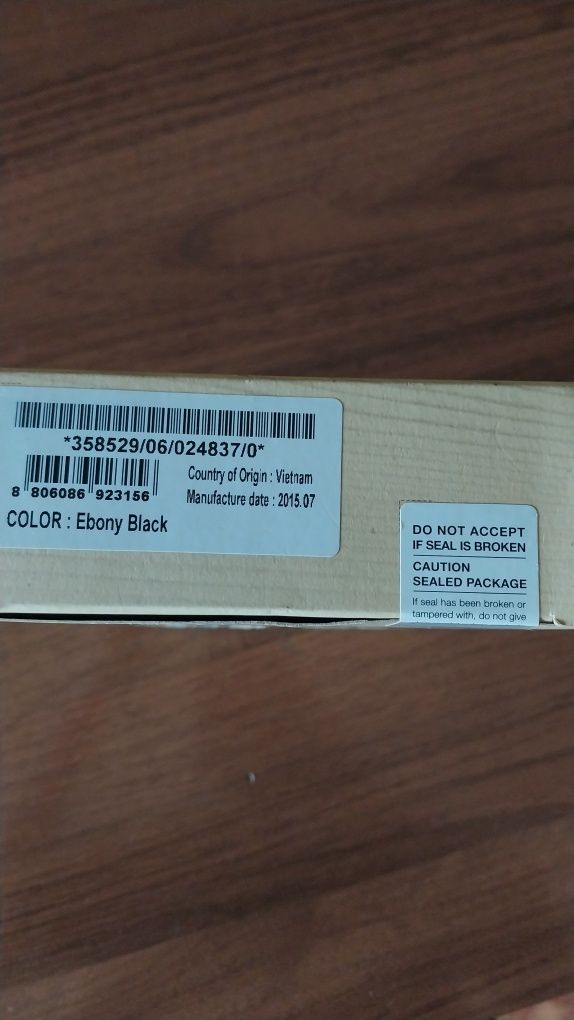 *358529/06/024837/0*
8 806086 923156
Country of Origin : Vietnam
Manufacture date : 2015.07
COLOR : Ebony Black
DO NOT ACCEPT
IF SEAL IS BROKEN
CAUTION
SEALED PACKAGE
If seal has been broken or
tampered with, do not give